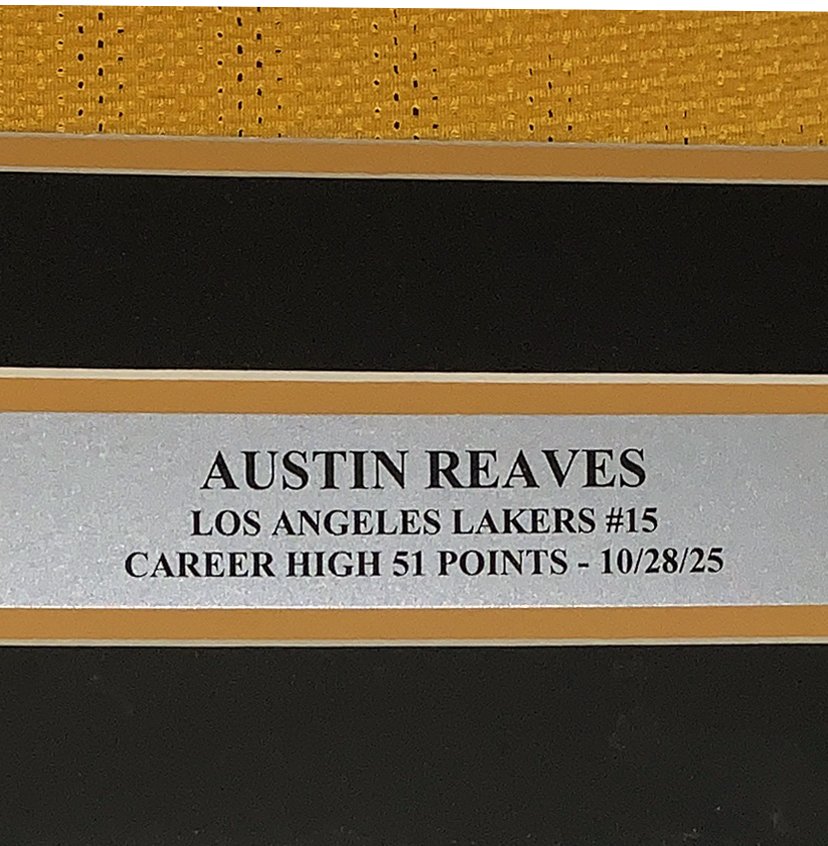 AUSTIN REAVES
LOS ANGELES LAKERS #15
CAREER HIGH 51 POINTS - 10/28/25